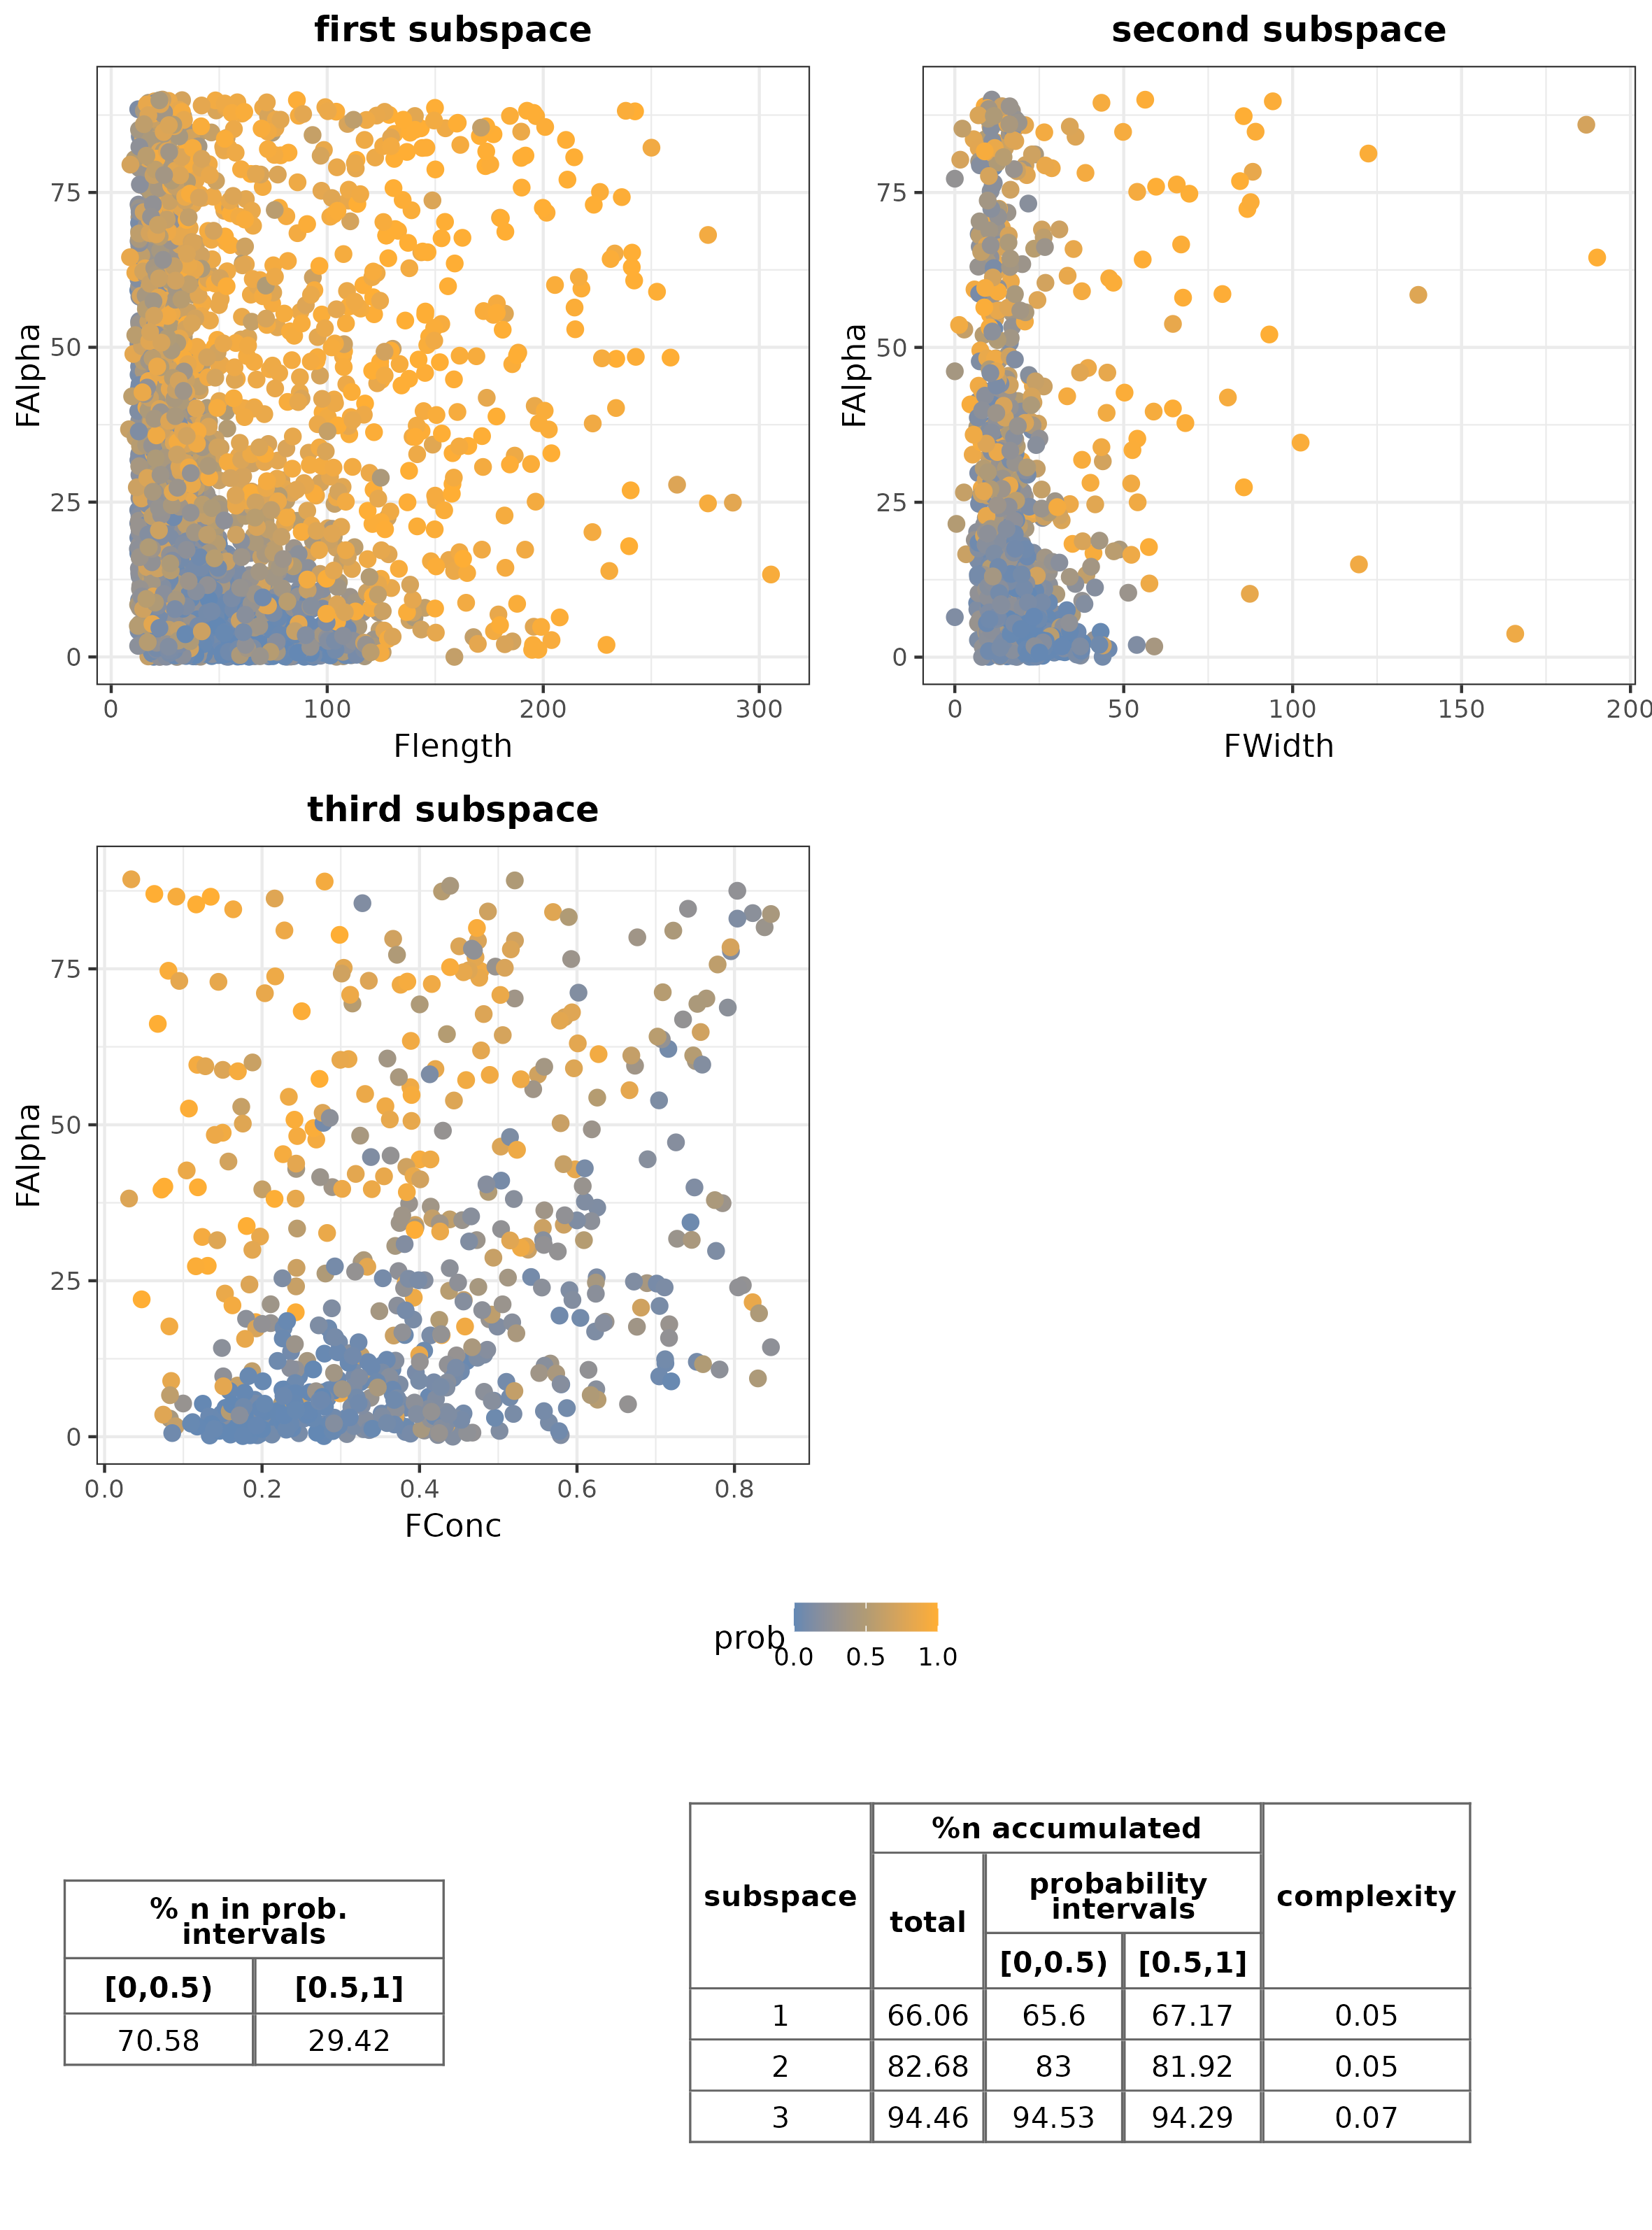 first subspace
second subspace
FAlpha
75
50
25
0
0
100
200
300
Flength
FAlpha
75
50
25
0
0
50
100
150
200
FWidth
third subspace
FAlpha
75
50
25
0
0.0
0.2
0.4
0.6
0.8
FConc
prob
0.0 0.5 1.0
% n in prob.
intervals
[0,0.5) [0.5,1]
70.58 29.42
%n accumulated
subspace
total
probability
intervals
complexity
[0,0.5) [0.5,1]
1 66.06 65.6 67.17 0.05
2 82.68 83 81.92 0.05
3 94.46 94.53 94.29 0.07